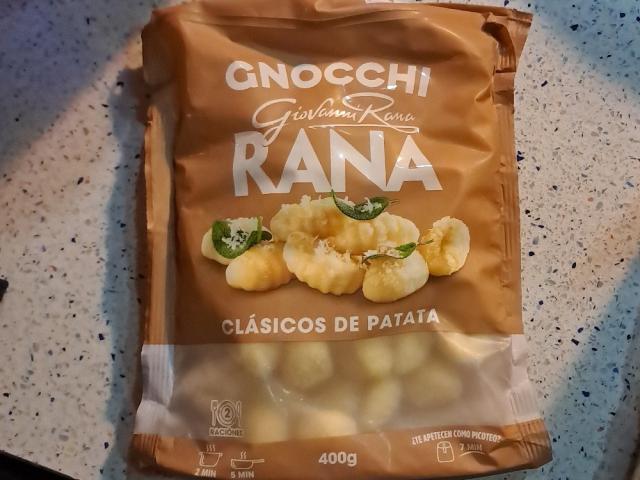 GNOCCHI
Giovanni Rana
RANA
CLÁSICOS DE PATATA
2
RACIONES
2 MIN
5 MIN
400g
¿TE APETECEN COMO PICOTEO?
7 MIN